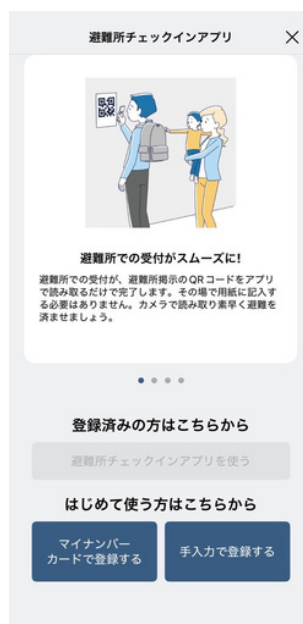 避難所チェックインアプリ ×
避難所での受付がスムーズに!
避難所での受付が、避難所掲示のQRコードをアプリ
で読み取るだけで完了します。その場で用紙に記入す
る必要はありません。カメラで読み取り素早く避難を
済ませましょう。
登録済みの方はこちらから
避難所チェックインアプリを使う
はじめて使う方はこちらから
マイナンバー
カードで登録する
手入力で登録する